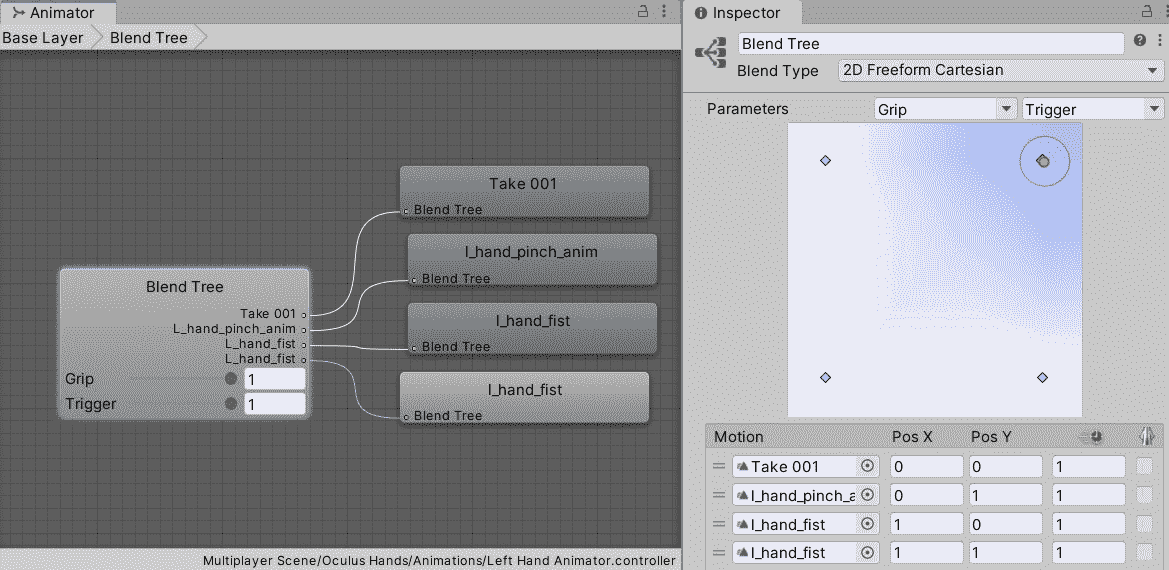 Animator
Base Layer
Blend Tree
Take 001
Blend Tree
l_hand_pinch_anim
Blend Tree
l_hand_fist
Blend Tree
l_hand_fist
Blend Tree
Blend Tree
Take 001
L_hand_pinch_anim
L_hand_fist
L_hand_fist
Grip 1
Trigger 1
Multiplayer Scene/Oculus Hands/Animations/Left Hand Animator.controller
Inspector
Blend Tree
Blend Type 2D Freeform Cartesian
Parameters Grip Trigger
Motion Pos X Pos Y
Take 001 0 0 1
l_hand_pinch_a 0 1 1
l_hand_fist 1 0 1
l_hand_fist 1 1 1